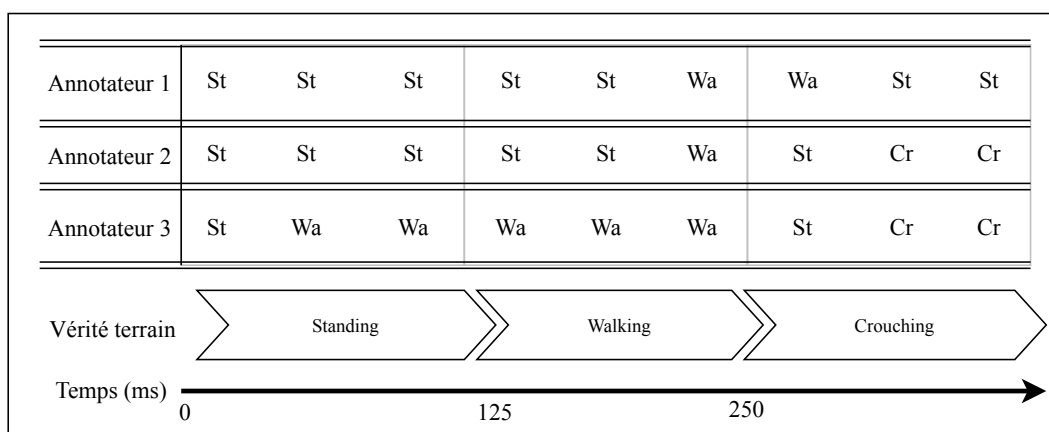 Annotateur 1 St St St St St Wa Wa St St
Annotateur 2 St St St St St Wa St Cr Cr
Annotateur 3 St Wa Wa Wa Wa Wa St Cr Cr
Vérité terrain Standing Walking Crouching
Temps (ms)
0 125 250